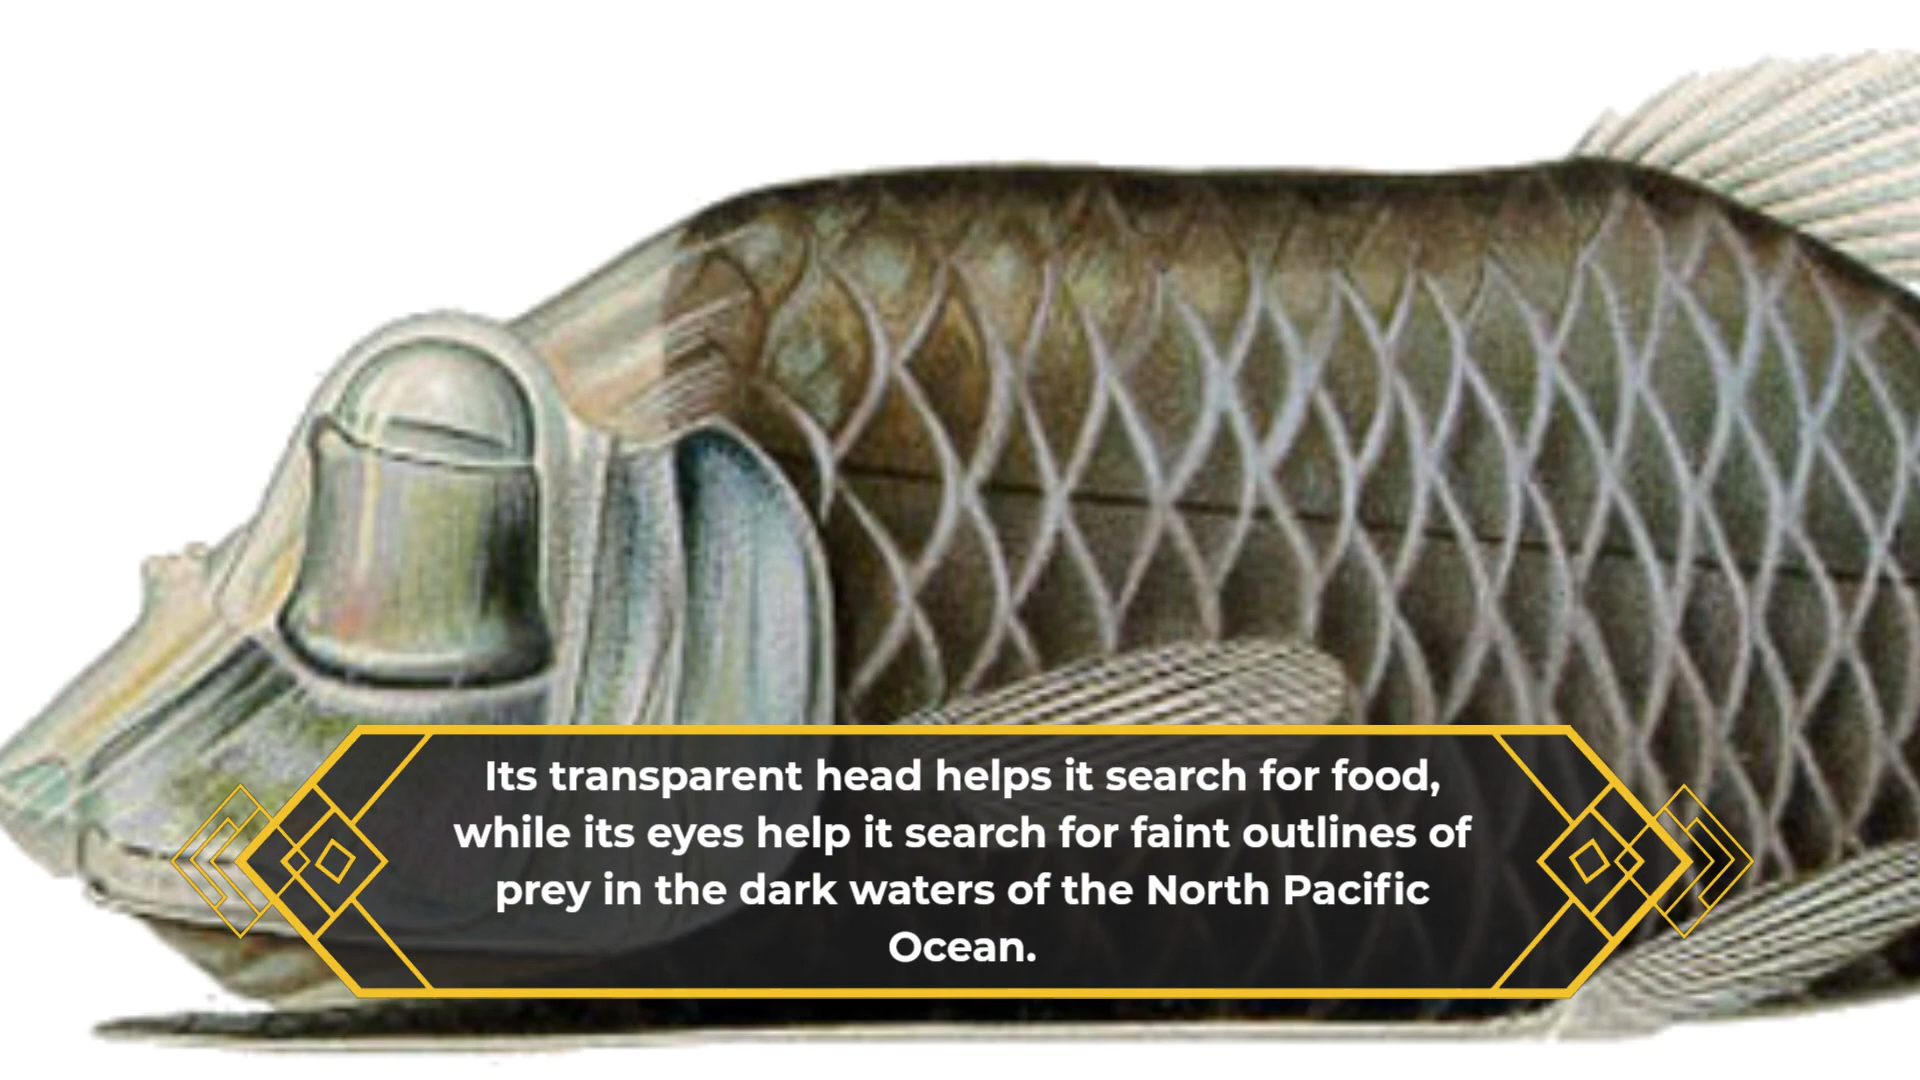 Its transparent head helps it search for food,
while its eyes help it search for faint outlines of
prey in the dark waters of the North Pacific
Ocean.